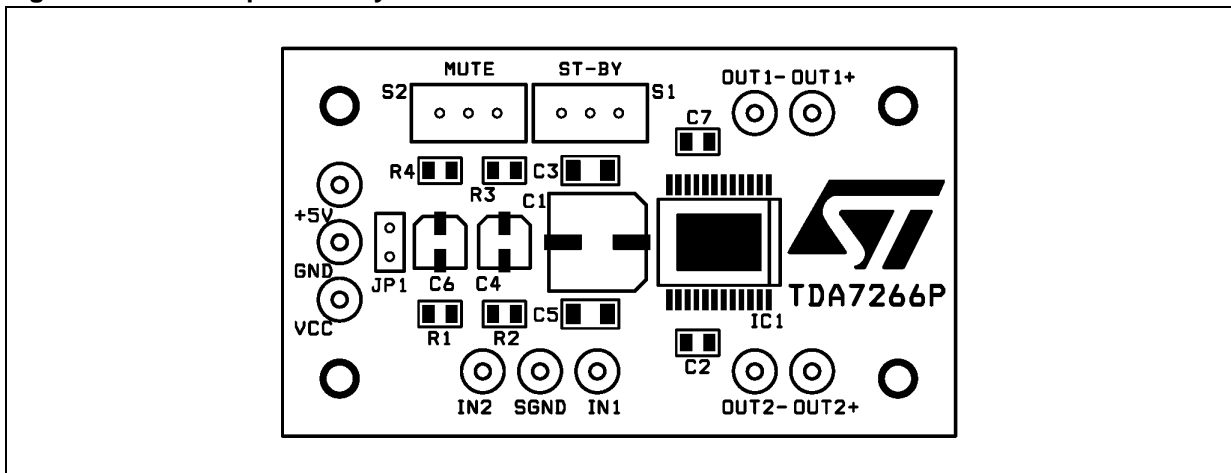 MUTE ST-BY OUT1- OUT1+
S2 S1
C7
R4 R3 C3
C1
+5V
GND
VCC
JP1 C6 C4
ST
TDA7266P
C5 IC1
R1 R2
C2
IN2 SGND IN1 OUT2- OUT2+